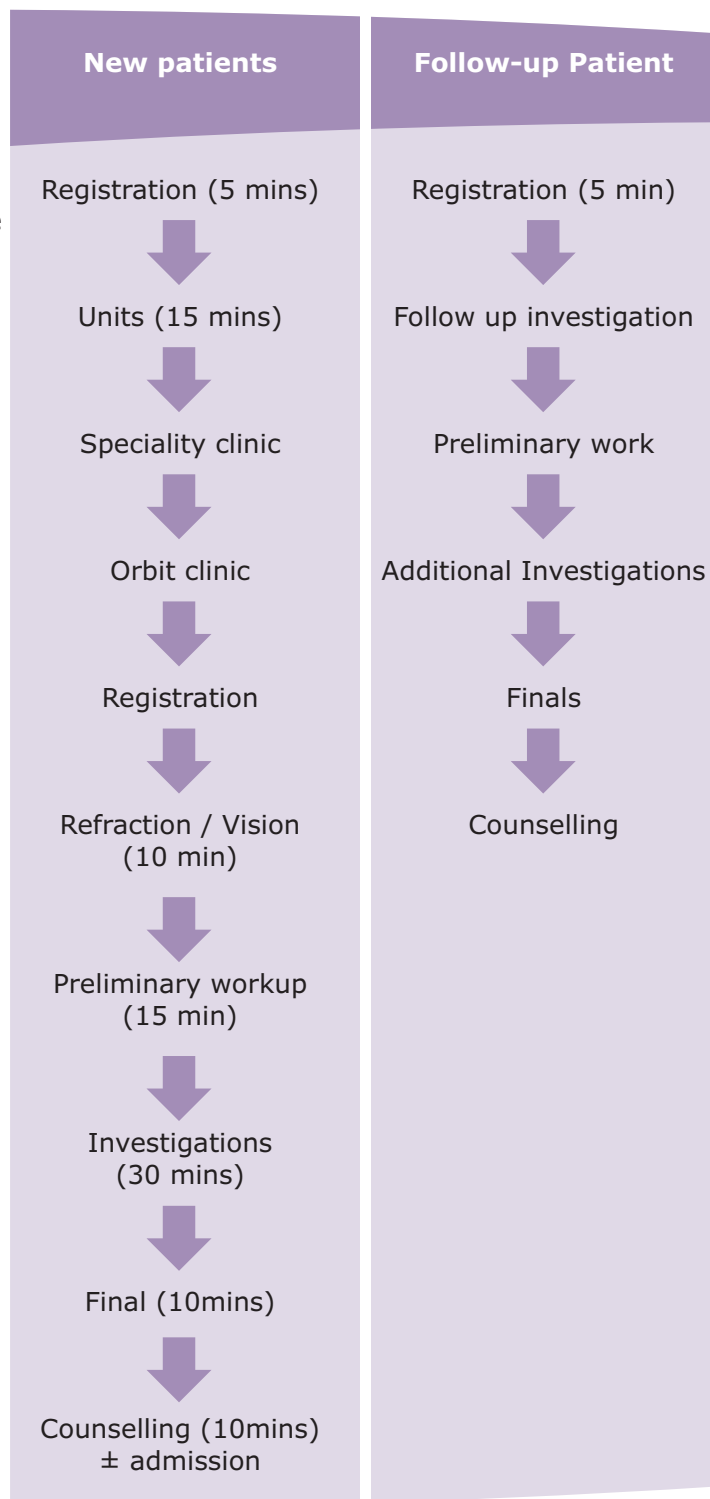 New patients
Registration (5 mins)
Units (15 mins)
Speciality clinic
Orbit clinic
Registration
Refraction / Vision
(10 min)
Preliminary workup
(15 min)
Investigations
(30 mins)
Final (10mins)
Counselling (10mins)
± admission
Follow-up Patient
Registration (5 min)
Follow up investigation
Preliminary work
Additional Investigations
Finals
Counselling